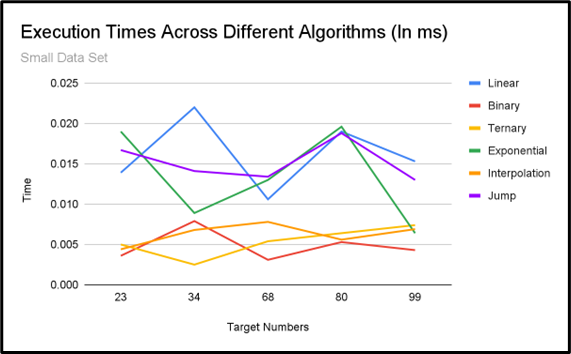 Execution Times Across Different Algorithms (In ms)
Small Data Set
0.025
0.020
0.015
0.010
0.005
0.000
Time
23 34 68 80 99
Target Numbers
Linear
Binary
Ternary
Exponential
Interpolation
Jump